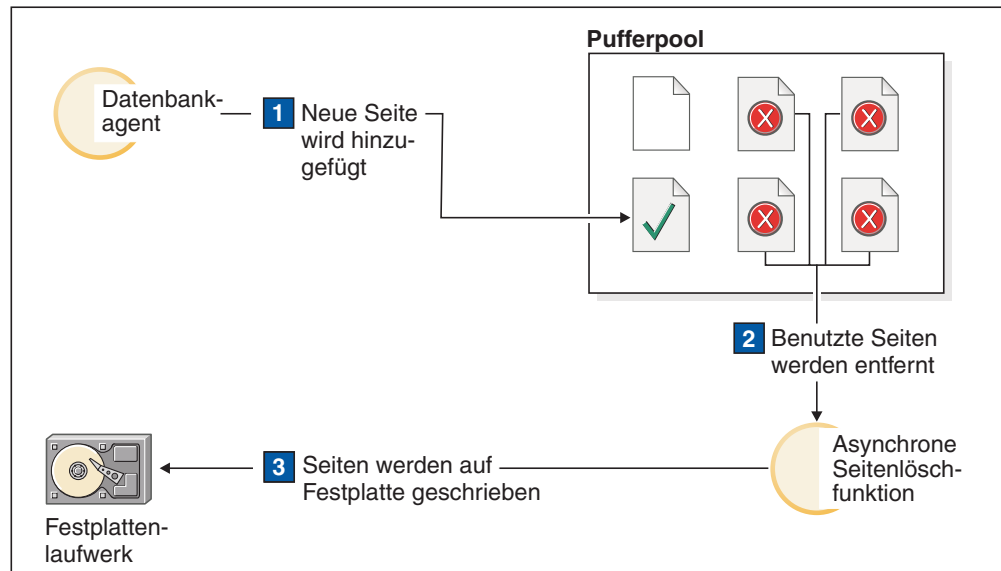 Pufferpool
Datenbank-
agent
1 Neue Seite
wird hinzu-
gefügt
2 Benutzte Seiten
werden entfernt
Asynchrone
Seitenlösch-
funktion
3 Seiten werden auf
Festplatte geschrieben
Festplatten-
laufwerk